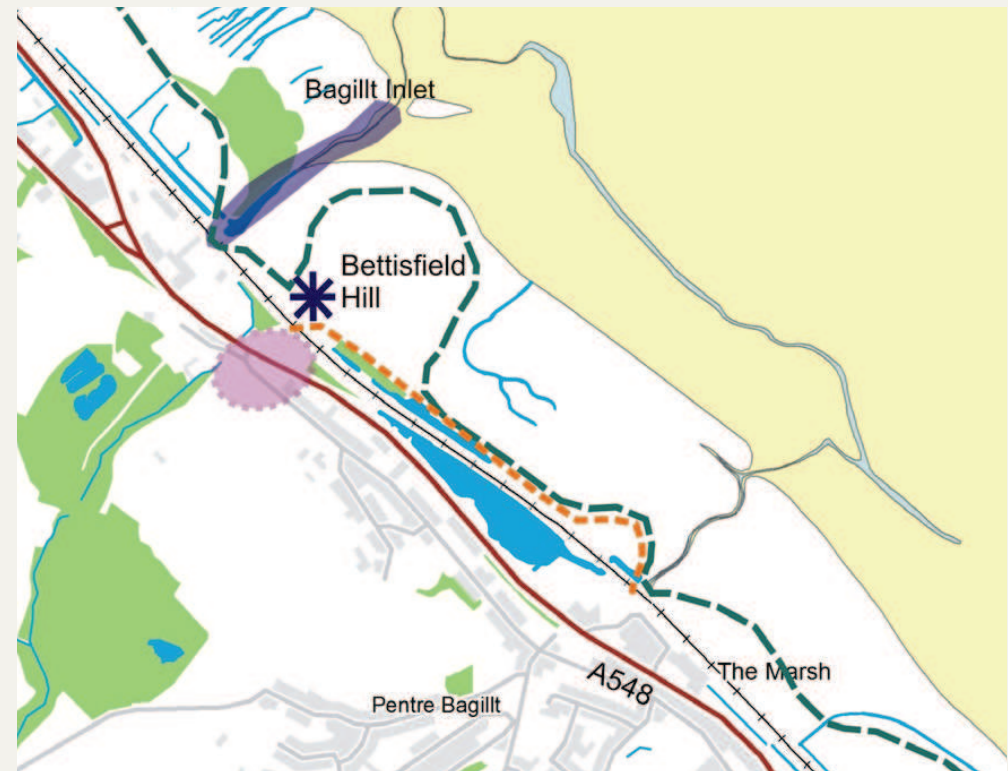 Bagillt Inlet
Bettisfield
Hill
A548
The Marsh
Pentre Bagillt